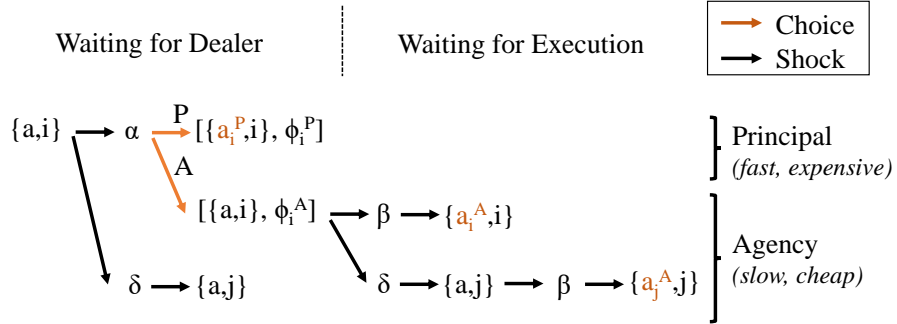 Waiting for Dealer
Waiting for Execution
Choice
Shock
{a,i} α P [{a_i^P,i}, ϕ_i^P]
A
Principal
(fast, expensive)
[{a,i}, ϕ_i^A] β {a_i^A,i}
Agency
(slow, cheap)
δ {a,j} δ {a,j} β {a_j^A,j}